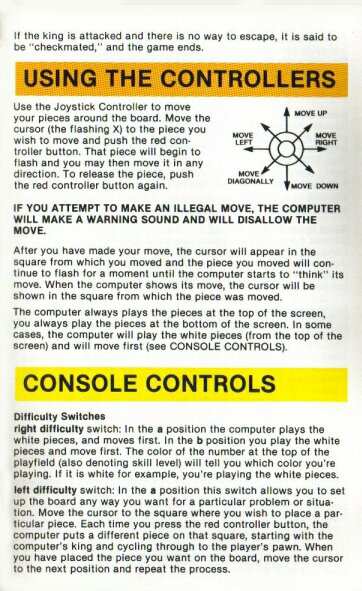 If the king is attacked and there is no way to escape, it is said to
be "checkmated," and the game ends.
USING THE CONTROLLERS
Use the Joystick Controller to move
your pieces around the board. Move the
cursor (the flashing X) to the piece you
wish to move and push the red con-
troller button. That piece will begin to
flash and you may then move it in any
direction. To release the piece, push
the red controller button again.
MOVE UP
MOVE
LEFT
MOVE
RIGHT
MOVE
DIAGONALLY
MOVE DOWN
IF YOU ATTEMPT TO MAKE AN ILLEGAL MOVE, THE COMPUTER
WILL MAKE A WARNING SOUND AND WILL DISALLOW THE
MOVE.
After you have made your move, the cursor will appear in the
square from which you moved and the piece you moved will con-
tinue to flash for a moment until the computer starts to "think" its
move. When the computer shows its move, the cursor will be
shown in the square from which the piece was moved.
The computer always plays the pieces at the top of the screen,
you always play the pieces at the bottom of the screen. In some
cases, the computer will play the white pieces (from the top of the
screen) and will move first (see CONSOLE CONTROLS).
CONSOLE CONTROLS
Difficulty Switches
right difficulty switch: In the a position the computer plays the
white pieces, and moves first. In the b position you play the white
pieces and move first. The color of the number at the top of the
playfield (also denoting skill level) will tell you which color you're
playing. If it is white for example, you're playing the white pieces.
left difficulty switch: In the a position this switch allows you to set
up the board any way you want for a particular problem or situa-
tion. Move the cursor to the square where you wish to place a par-
ticular piece. Each time you press the red controller button, the
computer puts a different piece on that square, starting with the
computer's king and cycling through to the player's pawn. When
you have placed the piece you want on the board, move the cursor
to the next position and repeat the process.